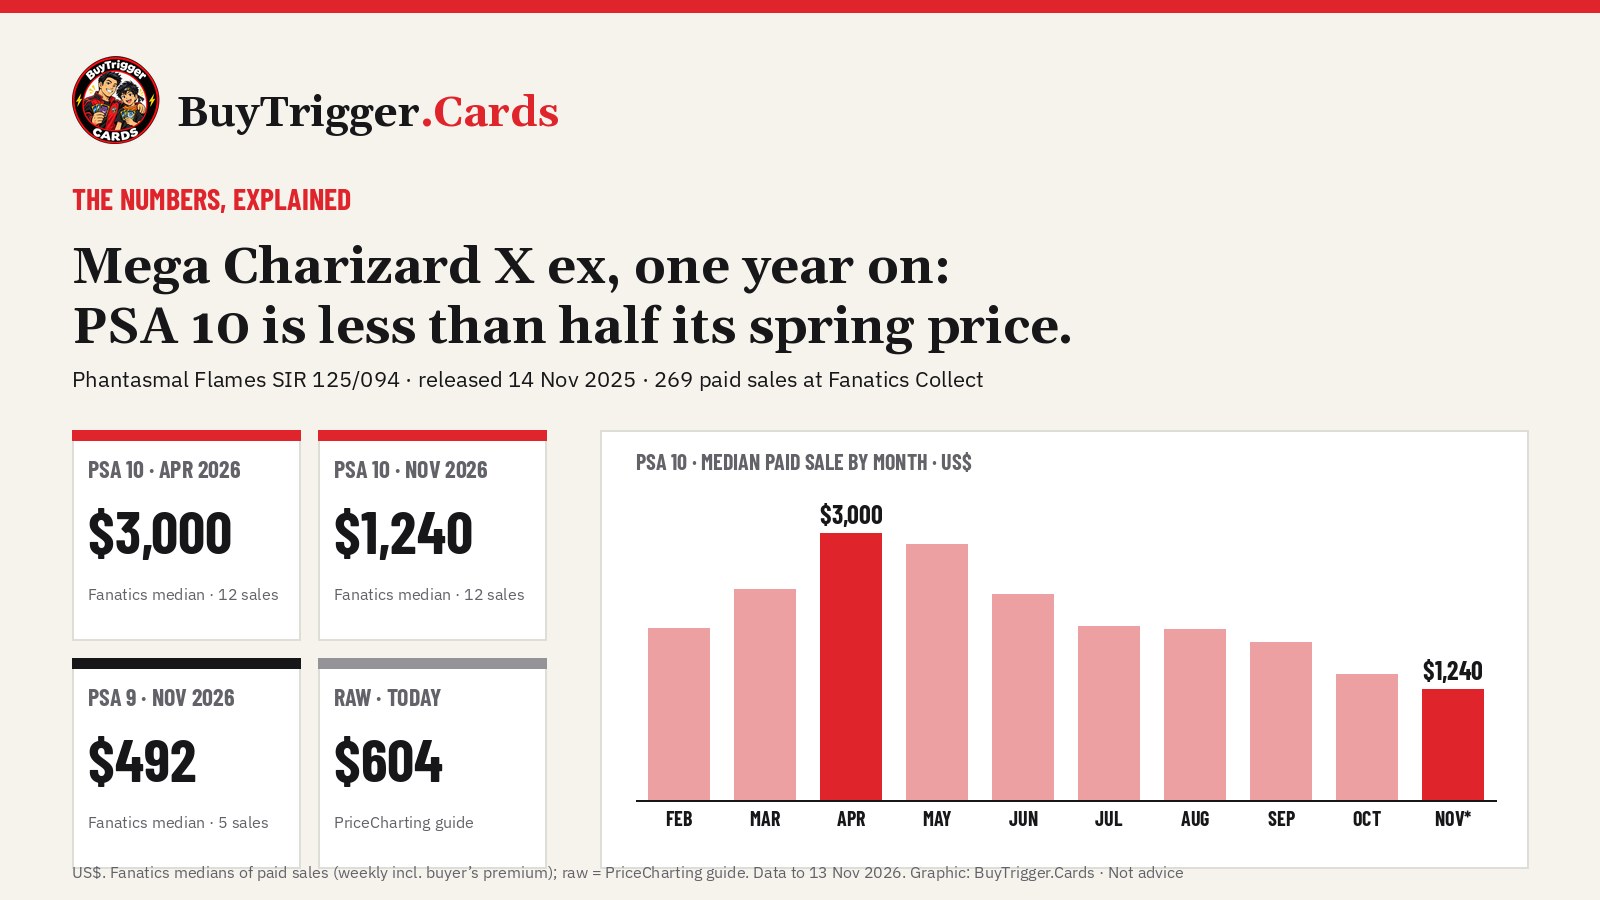 BuyTrigger
CARDS
BuyTrigger.Cards
THE NUMBERS, EXPLAINED
Mega Charizard X ex, one year on:
PSA 10 is less than half its spring price.
Phantasmal Flames SIR 125/094 · released 14 Nov 2025 · 269 paid sales at Fanatics Collect
PSA 10 · APR 2026
$3,000
Fanatics median · 12 sales
PSA 10 · NOV 2026
$1,240
Fanatics median · 12 sales
PSA 9 · NOV 2026
$492
Fanatics median · 5 sales
RAW · TODAY
$604
PriceCharting guide
PSA 10 · MEDIAN PAID SALE BY MONTH · US$
$3,000
$1,240
FEB MAR APR MAY JUN JUL AUG SEP OCT NOV*
US$. Fanatics medians of paid sales (weekly incl. buyer’s premium); raw = PriceCharting guide. Data to 13 Nov 2026. Graphic: BuyTrigger.Cards · Not advice